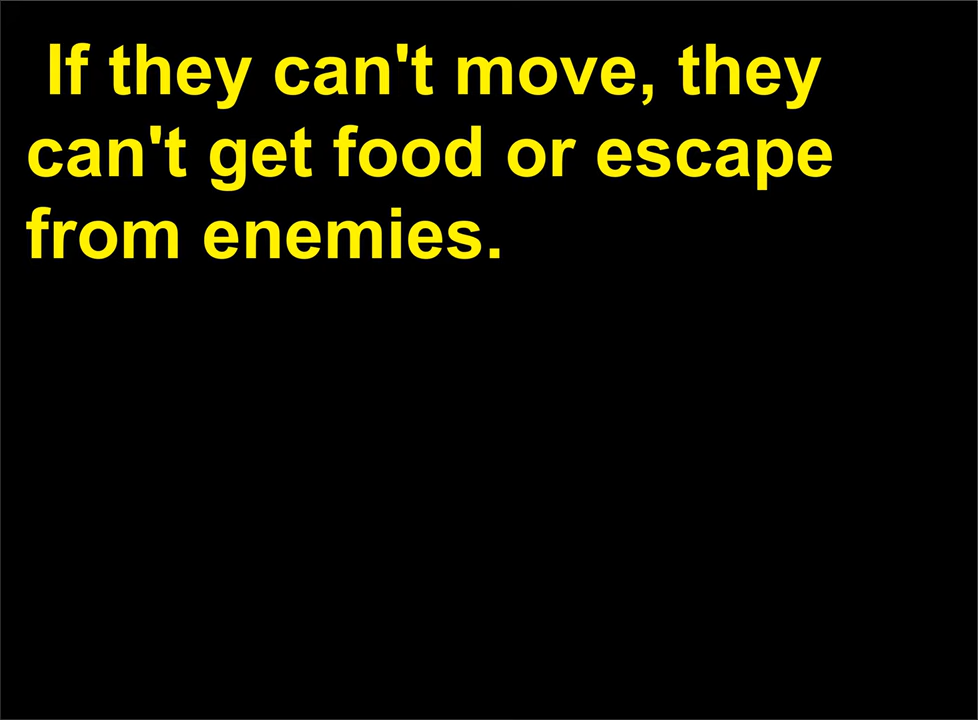 If they can't move, they
can't get food or escape
from enemies.